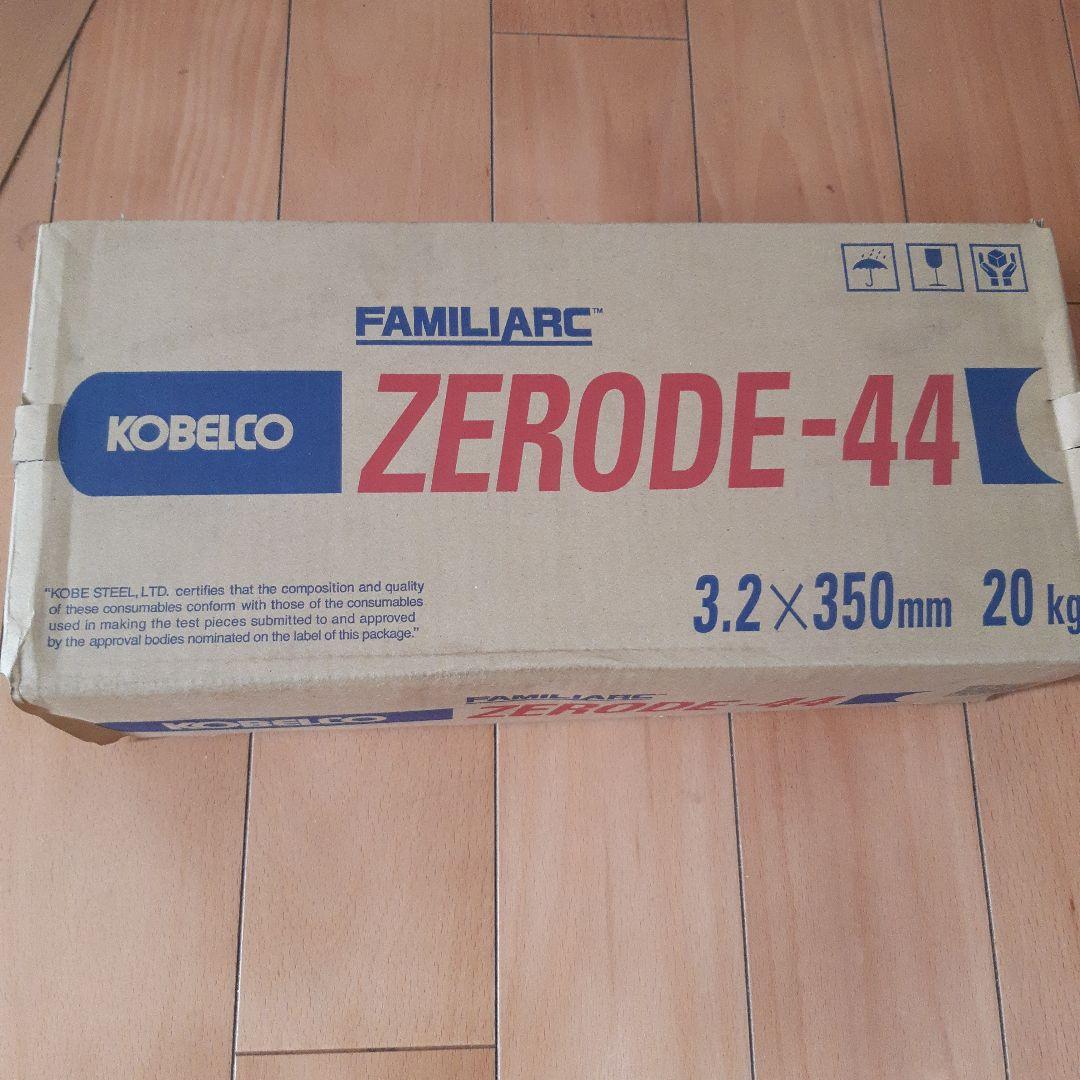 FAMILIARC™
KOBELCO ZERODE-44
"KOBE STEEL, LTD. certifies that the composition and quality
of these consumables conform with those of the consumables
used in making the test pieces submitted to and approved
by the approval bodies nominated on the label of this package."
3.2×350mm 20 kg
FAMILIARC™
KOBELCO ZERODE-44